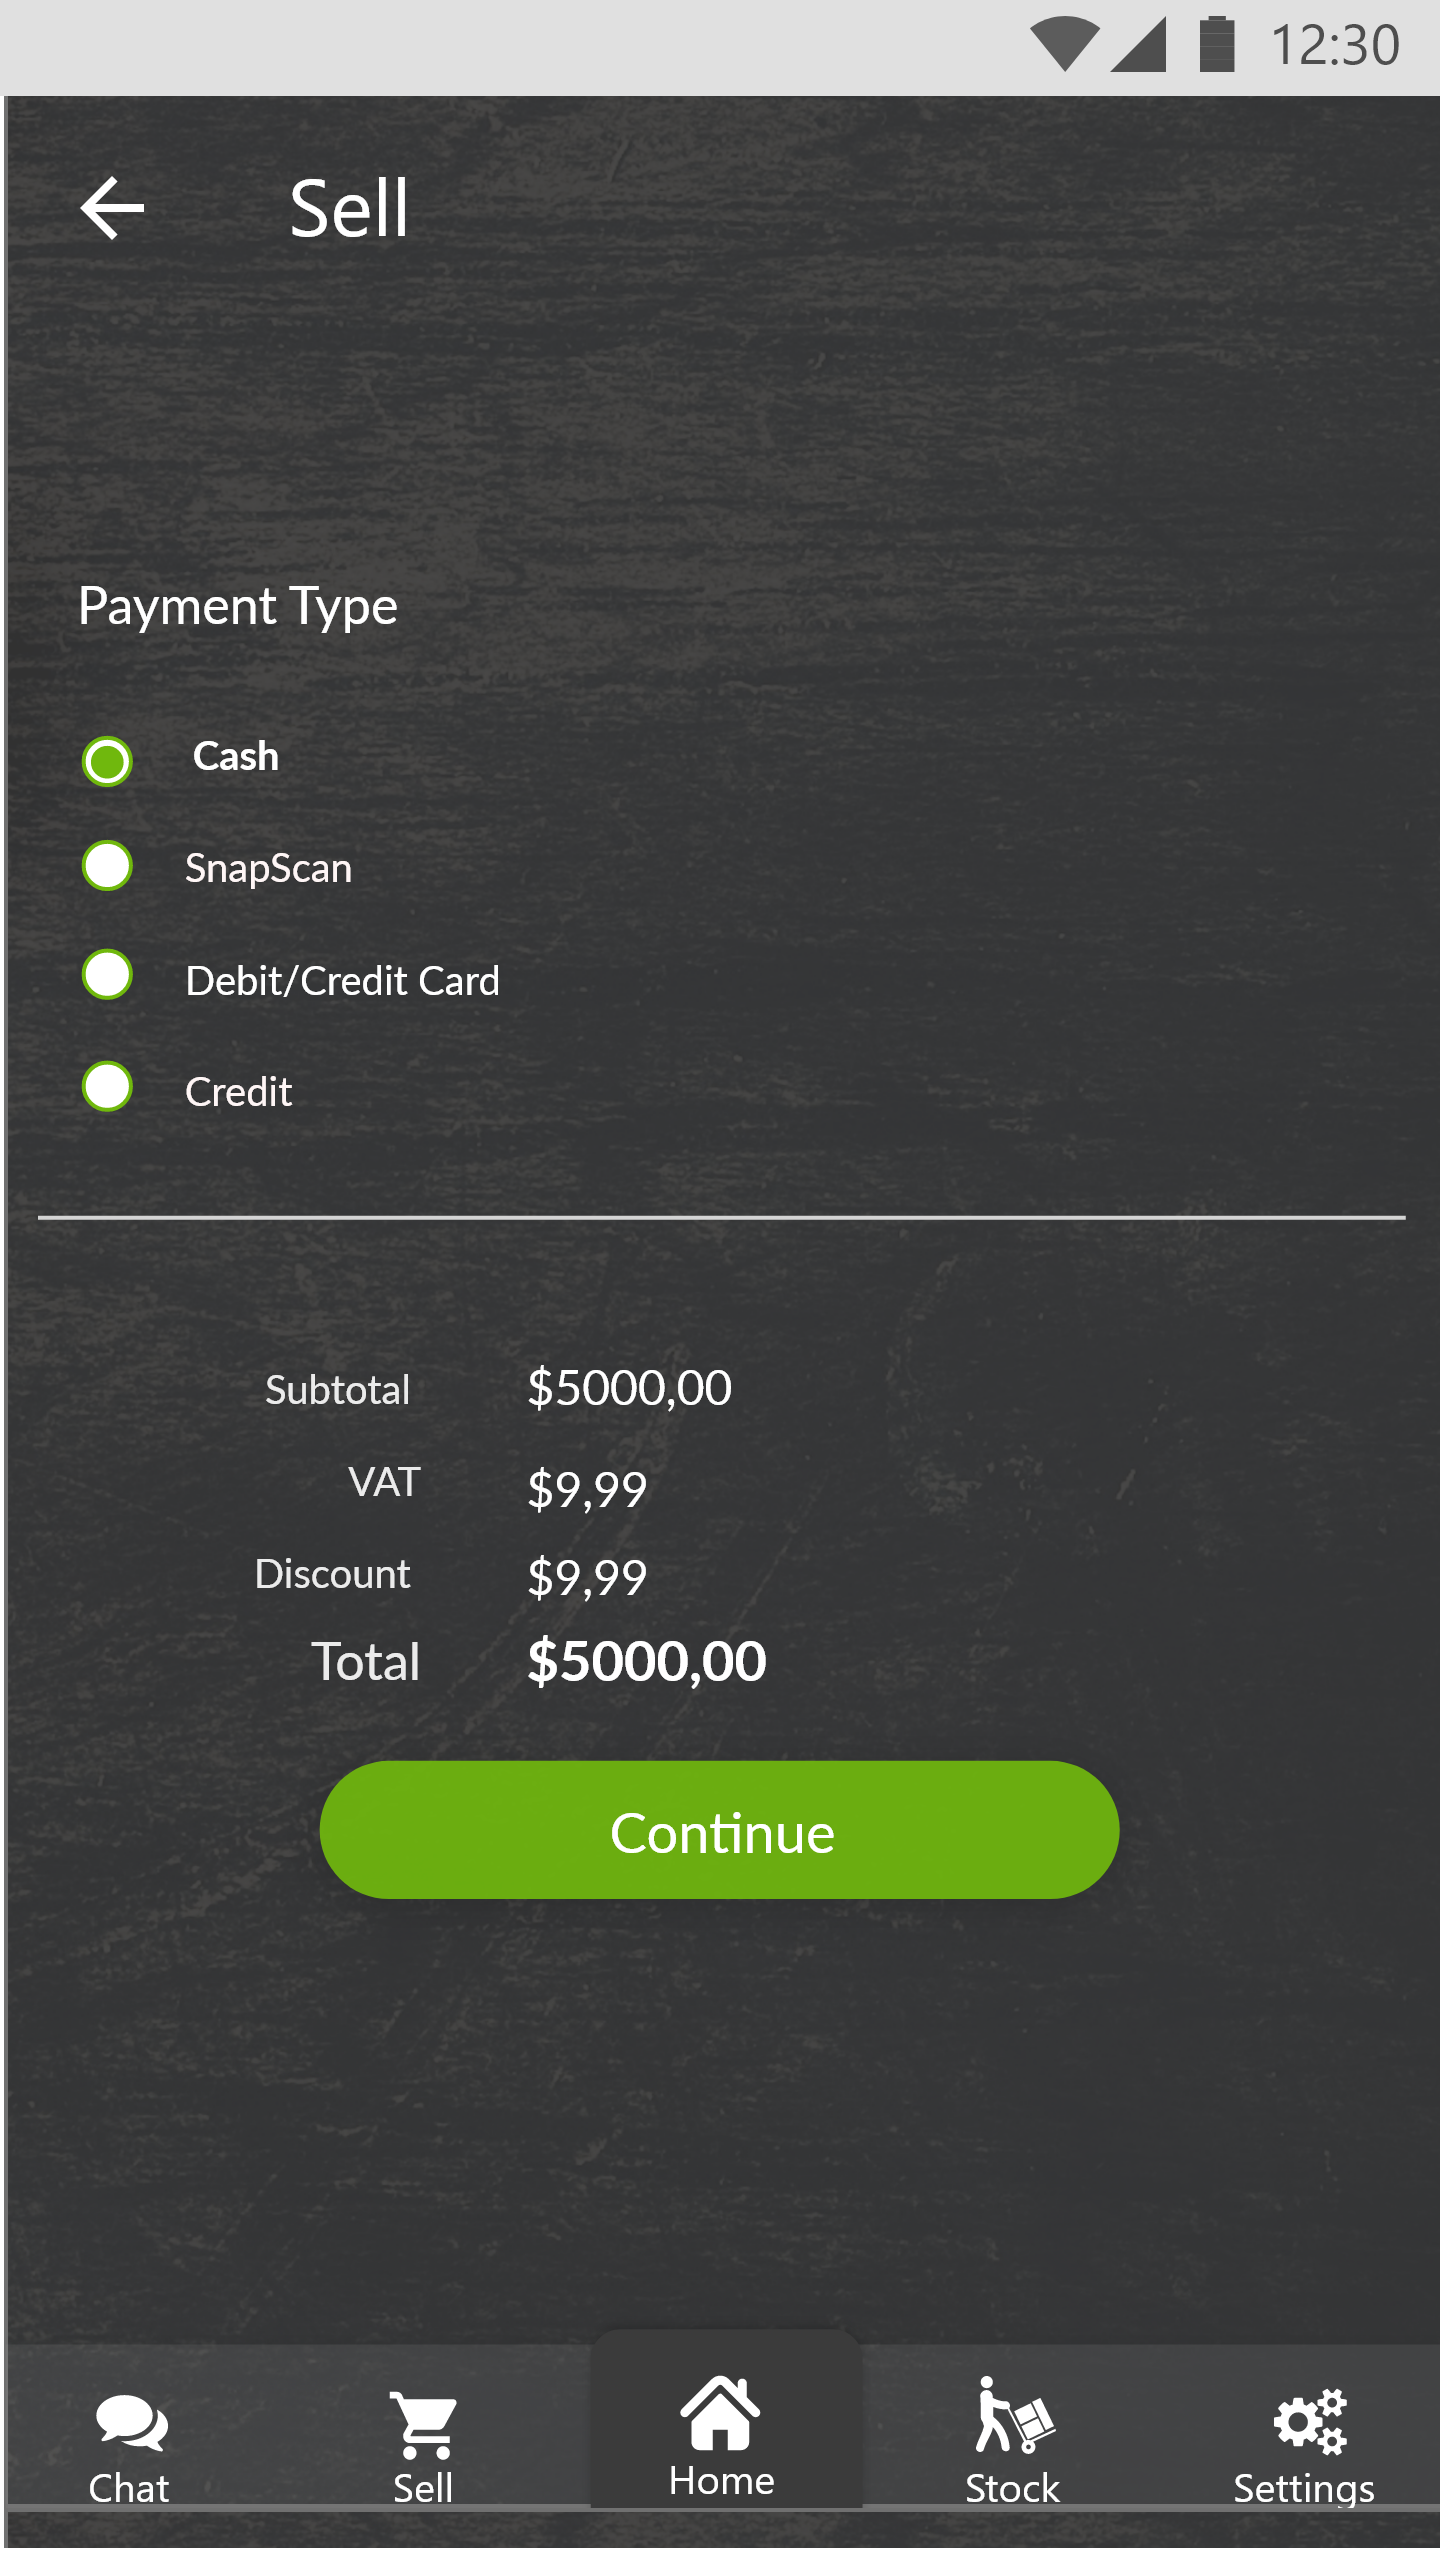 12:30
Sell
Payment Type
Cash
SnapScan
Debit/Credit Card
Credit
Subtotal $5000,00
VAT $9,99
Discount $9,99
Total $5000,00
Continue
Chat Sell Home Stock Settings